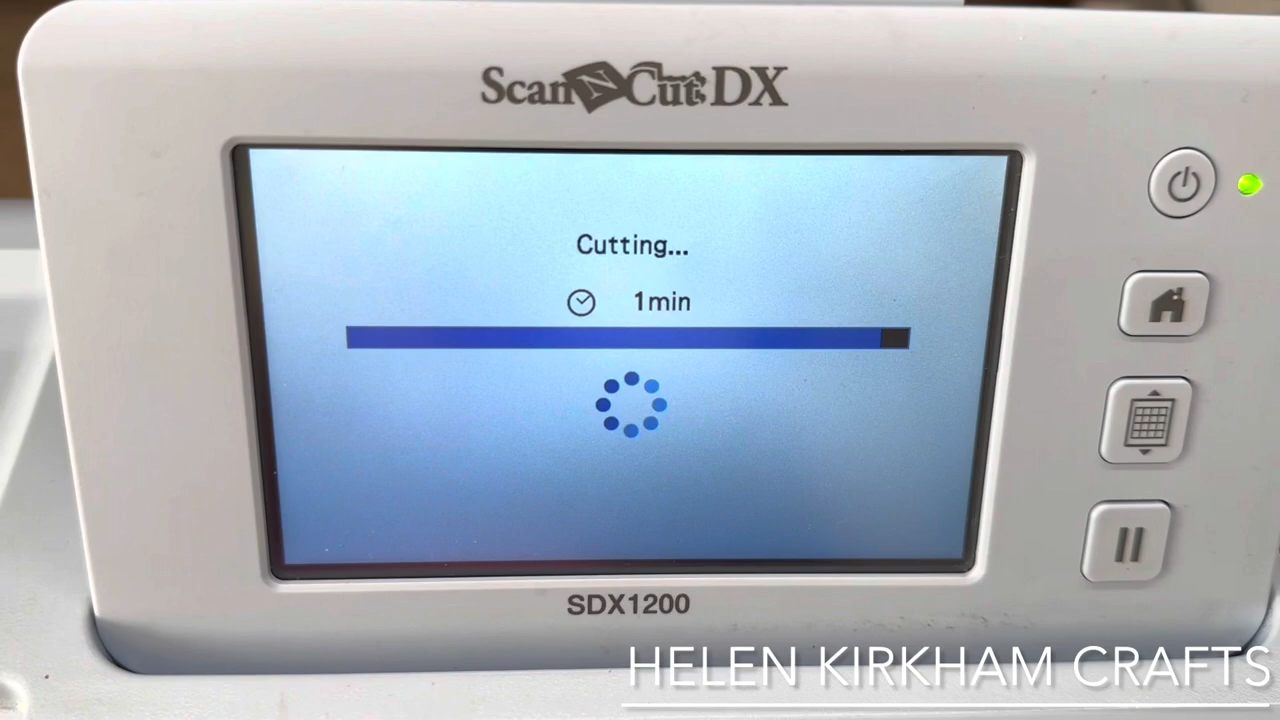 ScanNCut DX
Cutting...
1min
SDX1200
HELEN KIRKHAM CRAFTS